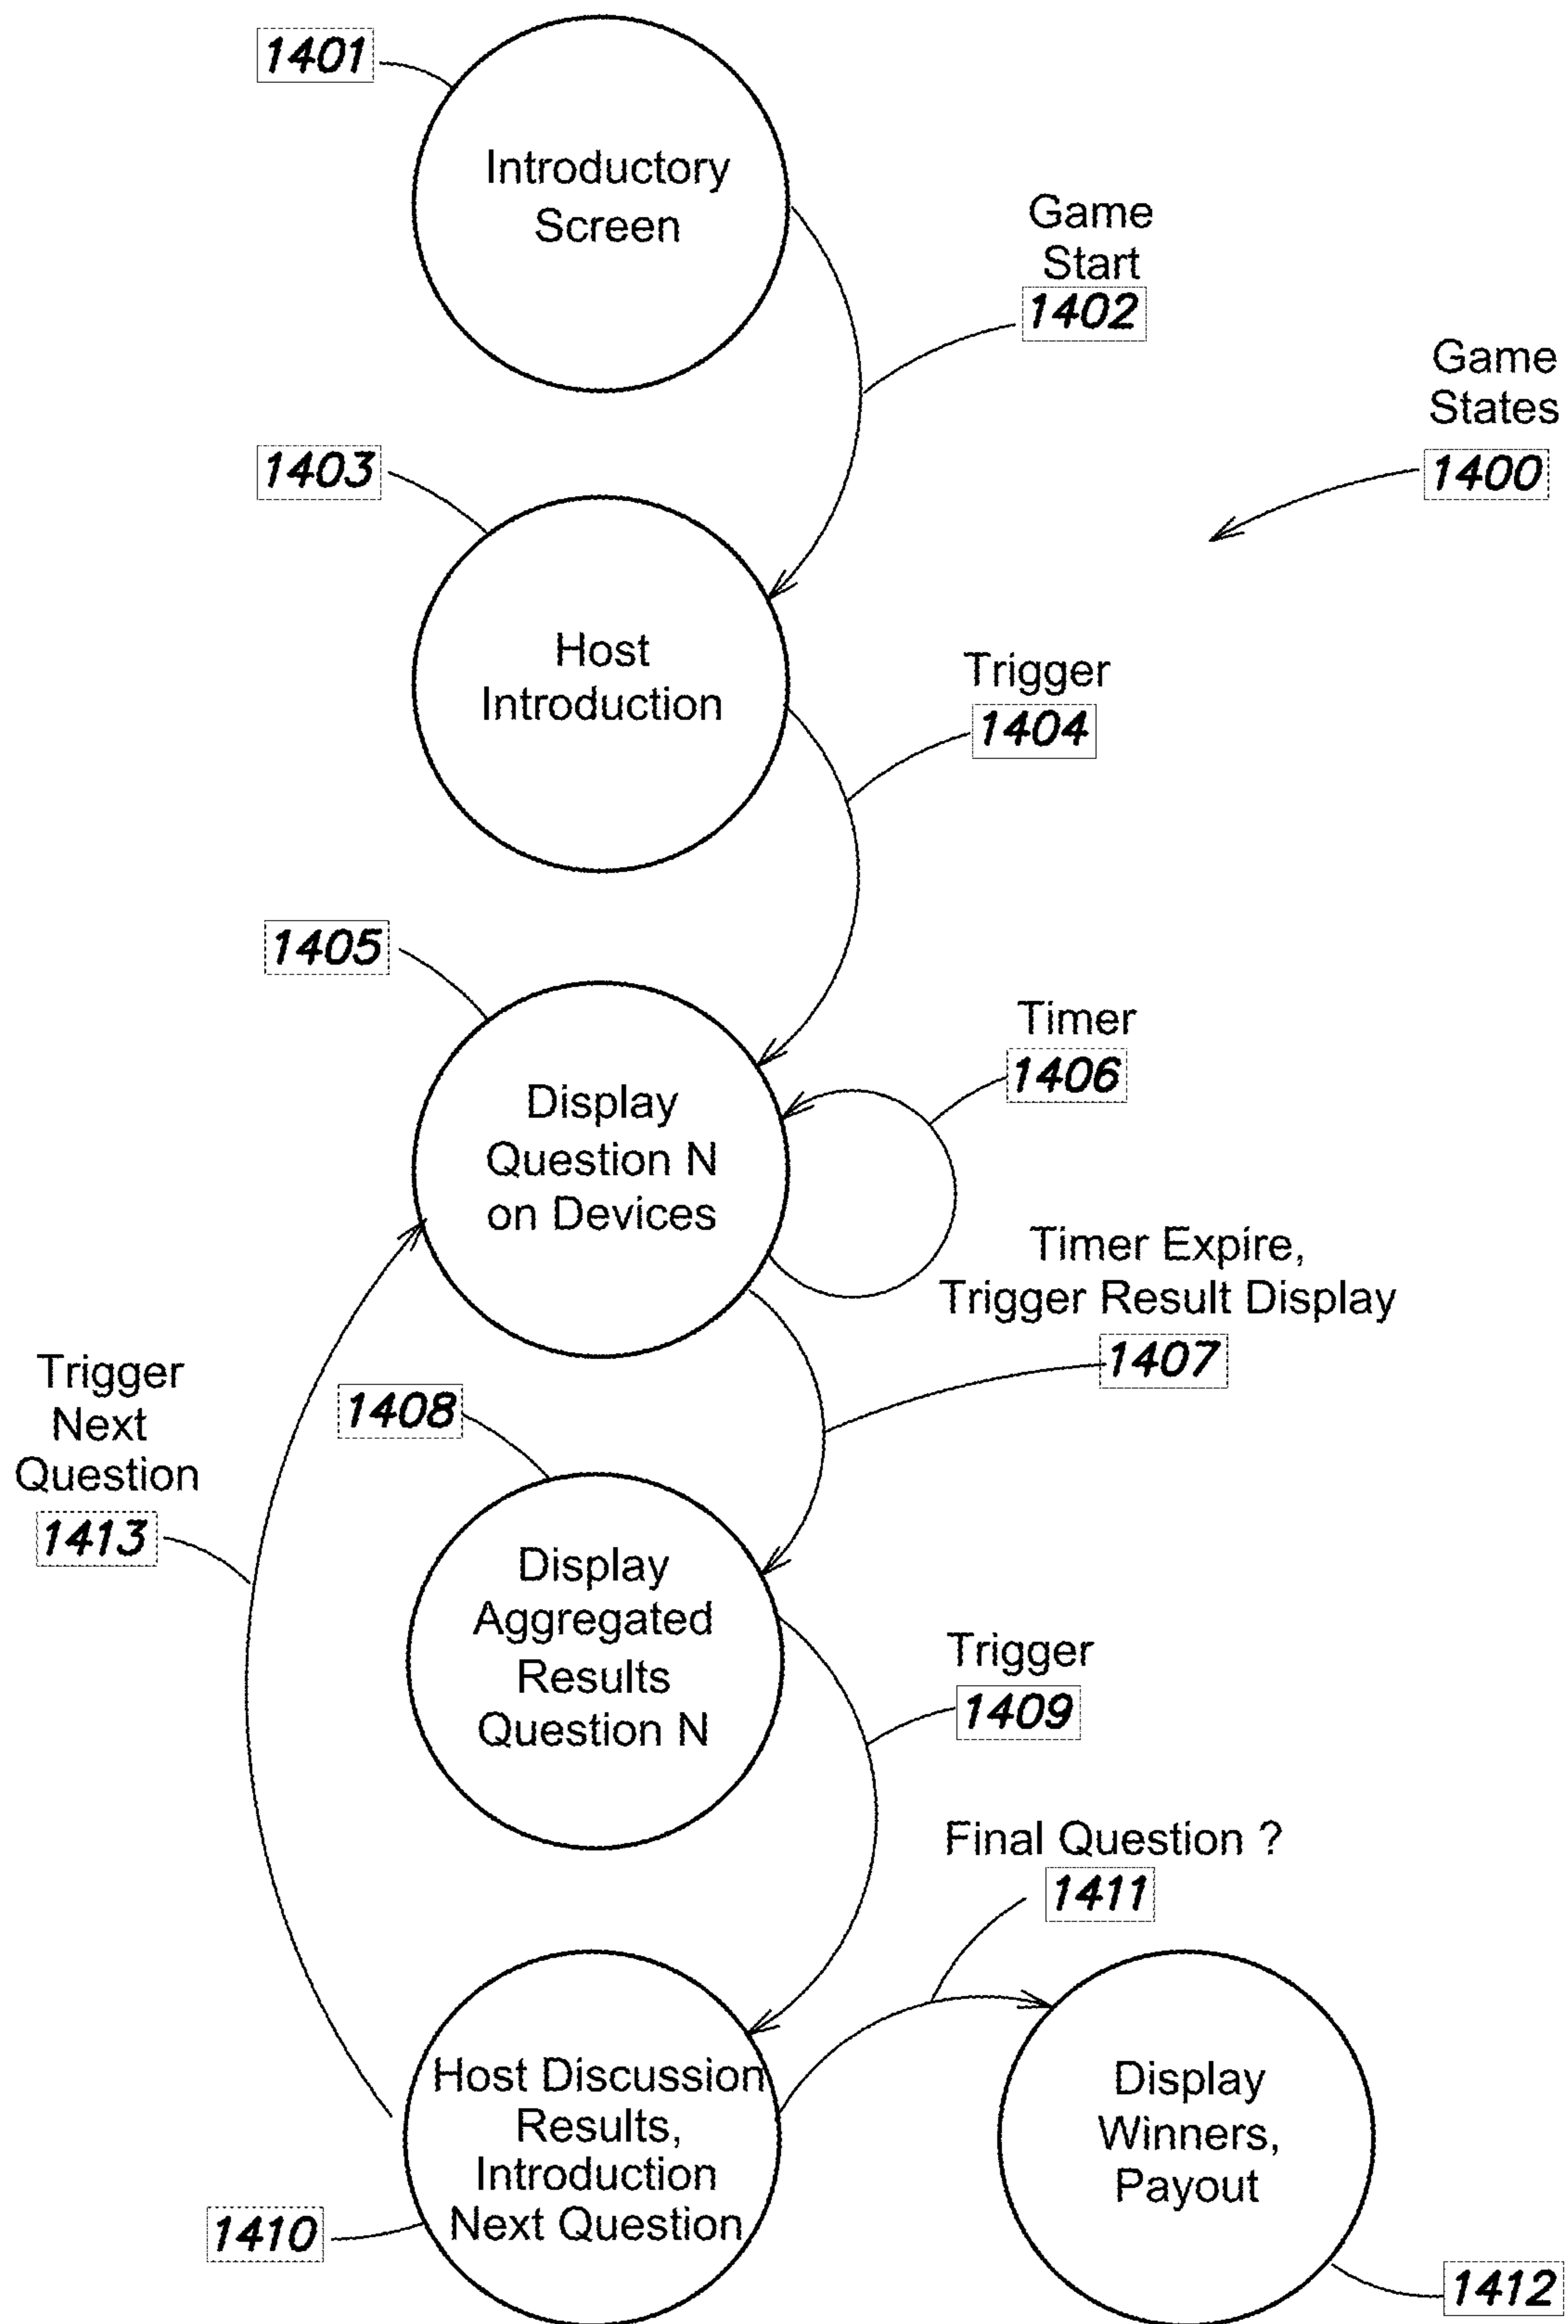 1401
Introductory
Screen
Game
Start
1402
Game
States
1400
1403
Host
Introduction
Trigger
1404
1405
Display
Question N
on Devices
Timer
1406
Timer Expire,
Trigger Result Display
1407
Trigger
Next
Question
1413
1408
Display
Aggregated
Results
Question N
Trigger
1409
Final Question ?
1411
Host Discussion
Results,
Introduction
Next Question
1410
Display
Winners,
Payout
1412